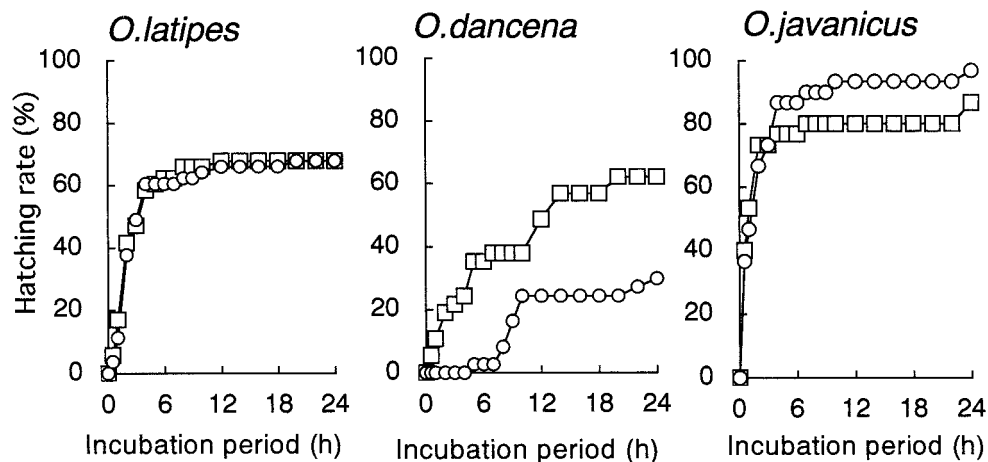 O.latipes
O.dancena
O.javanicus
Hatching rate (%)
100
80
60
40
20
0
0 6 12 18 24
Incubation period (h)
100
80
60
40
20
0
0 6 12 18 24
Incubation period (h)
100
80
60
40
20
0
0 6 12 18 24
Incubation period (h)